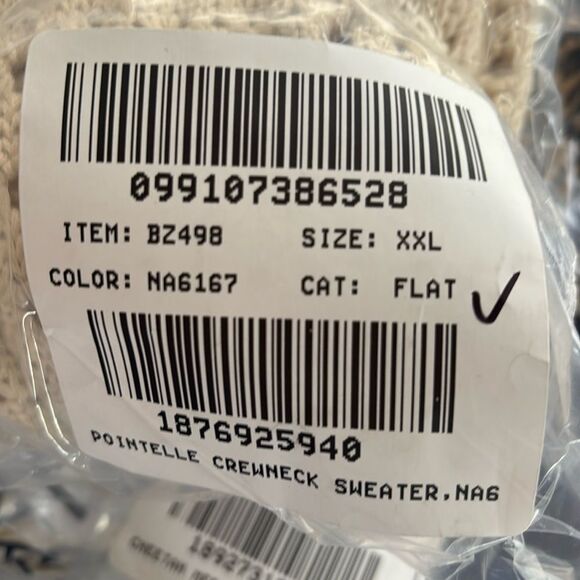 099107386528
ITEM: BZ498 SIZE: XXL
COLOR: NA6167 CAT: FLAT
1876925940
POINTELLE CREWNECK SWEATER,NA6